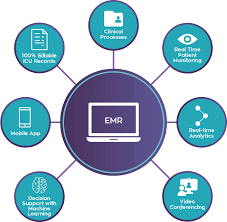 Clinical
Processes
100% Billable
ICU Records
Real Time
Patient
Monitoring
EMR
Mobile App
Real-time
Analytics
Decision
Support with
Machine
Learning
Video
Conferencing